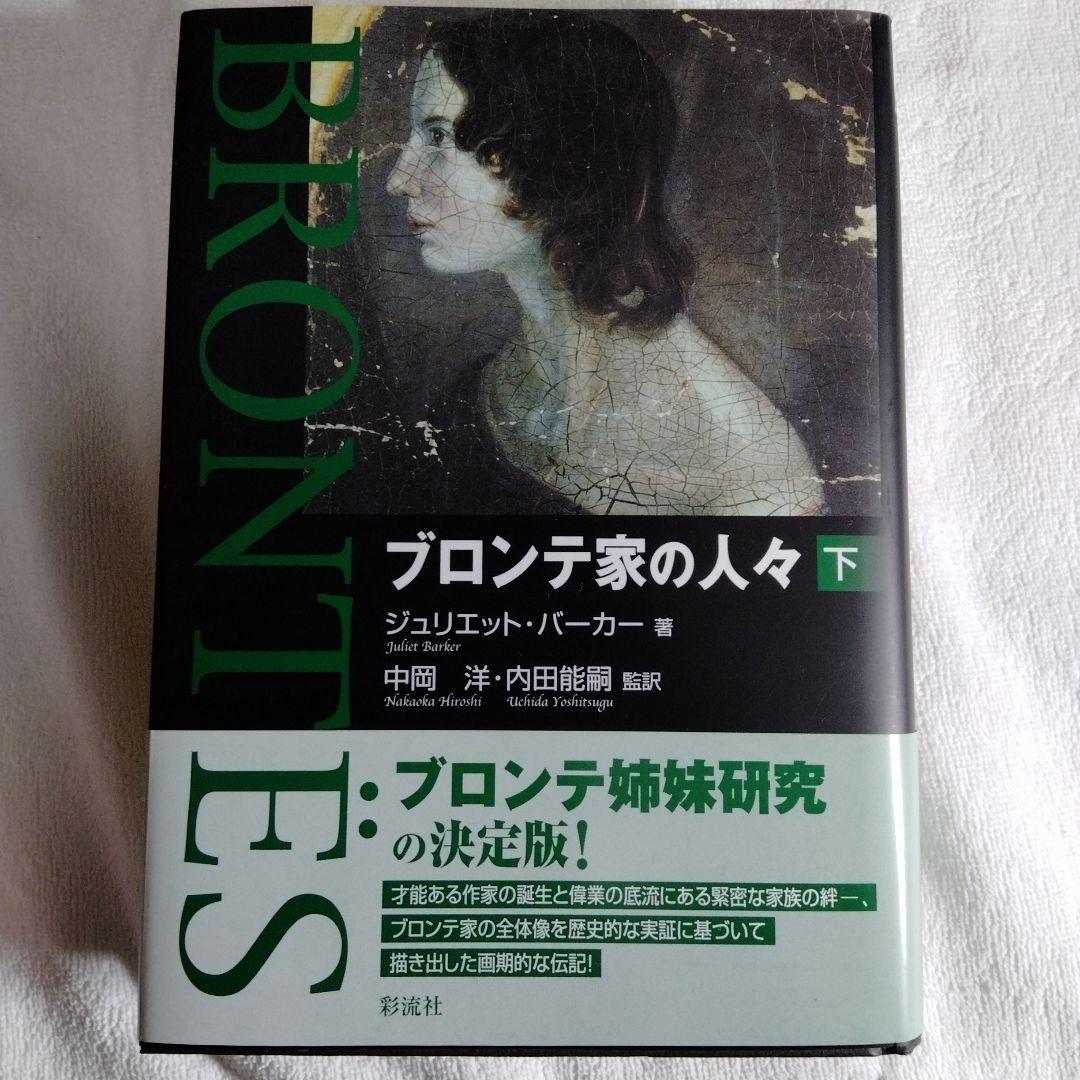 BRONTËS
ブロンテ家の人々 下
ジュリエット・バーカー 著
Juliet Barker
中岡 洋・内田能嗣 監訳
Nakaoka Hiroshi Uchida Yoshitsugu
ブロンテ姉妹研究
の決定版!
才能ある作家の誕生と偉業の底流にある緊密な家族の絆―、
ブロンテ家の全体像を歴史的な実証に基づいて
描き出した画期的な伝記!
彩流社